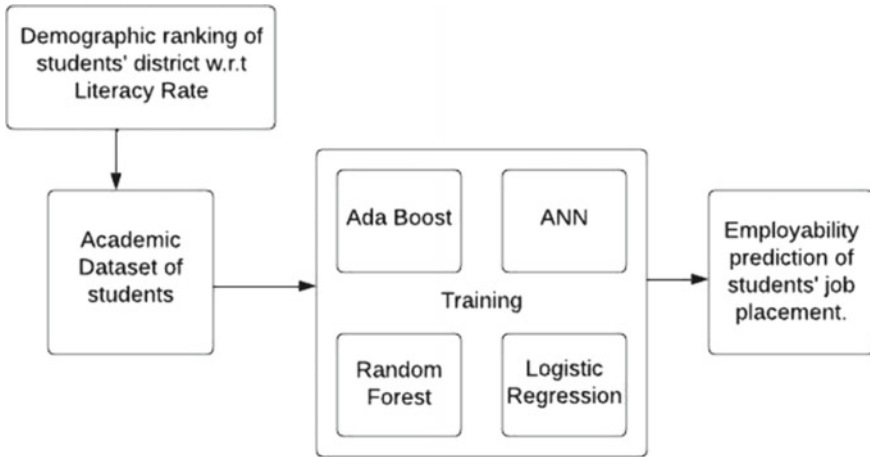 Demographic ranking of
students' district w.r.t
Literacy Rate
Academic
Dataset of
students
Ada Boost
ANN
Training
Random
Forest
Logistic
Regression
Employability
prediction of
students' job
placement.